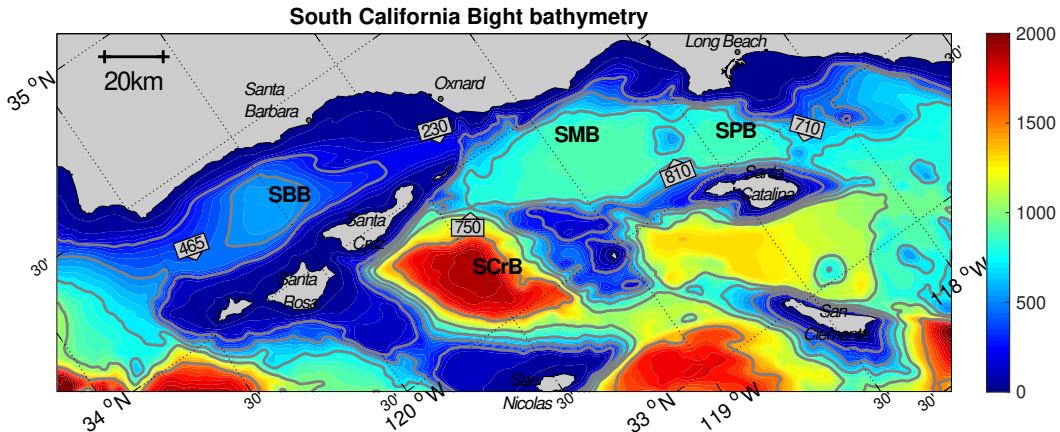 South California Bight bathymetry
20km
Long Beach
Santa
Barbara
Oxnard
SMB
SPB
SBB
SCrB
230
710
810
465
750
Santa
Catalina
Santa
Cruz
Santa
Rosa
San
Clemente
San
Nicolas
35 °N
30'
34 °N
30'
120 °W
30'
33 °N
119 °W
30'
30'
118 °W
30'
2000
1500
1000
500
0